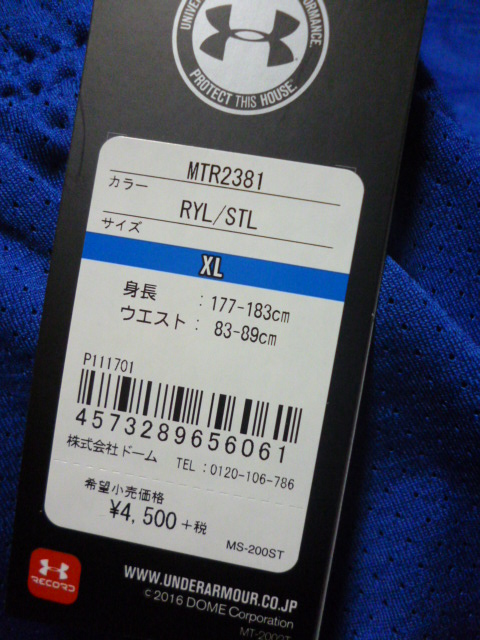 PERFORMANCE.
PROTECT THIS HOUSE.
MTR2381
カラー
RYL/STL
サイズ
XL
身長 : 177-183cm
ウエスト : 83-89cm
P111701
4573289656061
株式会社ドーム TEL:0120-106-786
希望小売価格
¥4,500+税
MS-200ST
RECORD
WWW.UNDERARMOUR.CO.JP
©2016 DOME Corporation